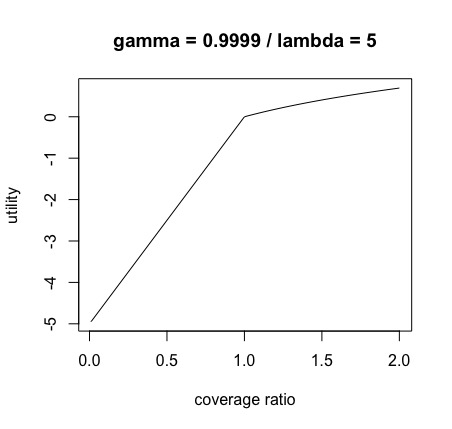 gamma = 0.9999 / lambda = 5
utility
0
-1
-2
-3
-4
-5
0.0 0.5 1.0 1.5 2.0
coverage ratio